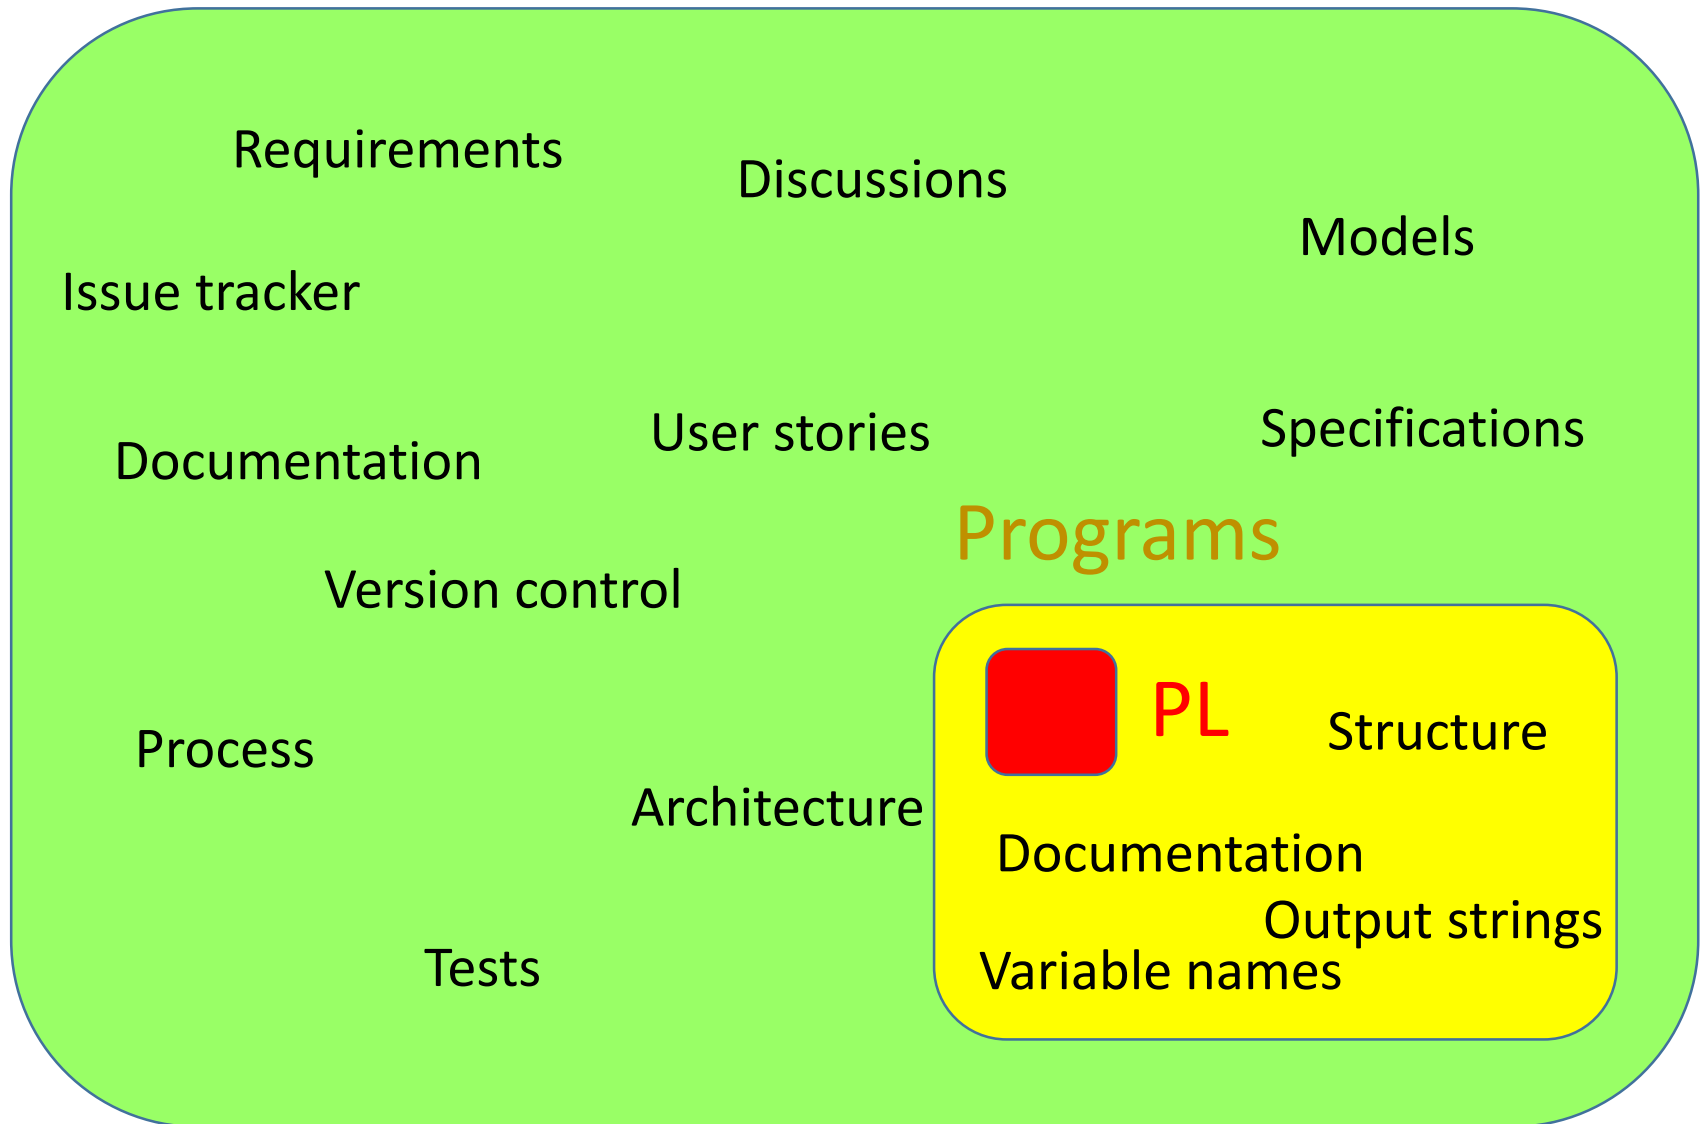 Requirements
Discussions
Models
Issue tracker
User stories
Specifications
Documentation
Programs
Version control
PL
Structure
Process
Architecture
Documentation
Output strings
Variable names
Tests